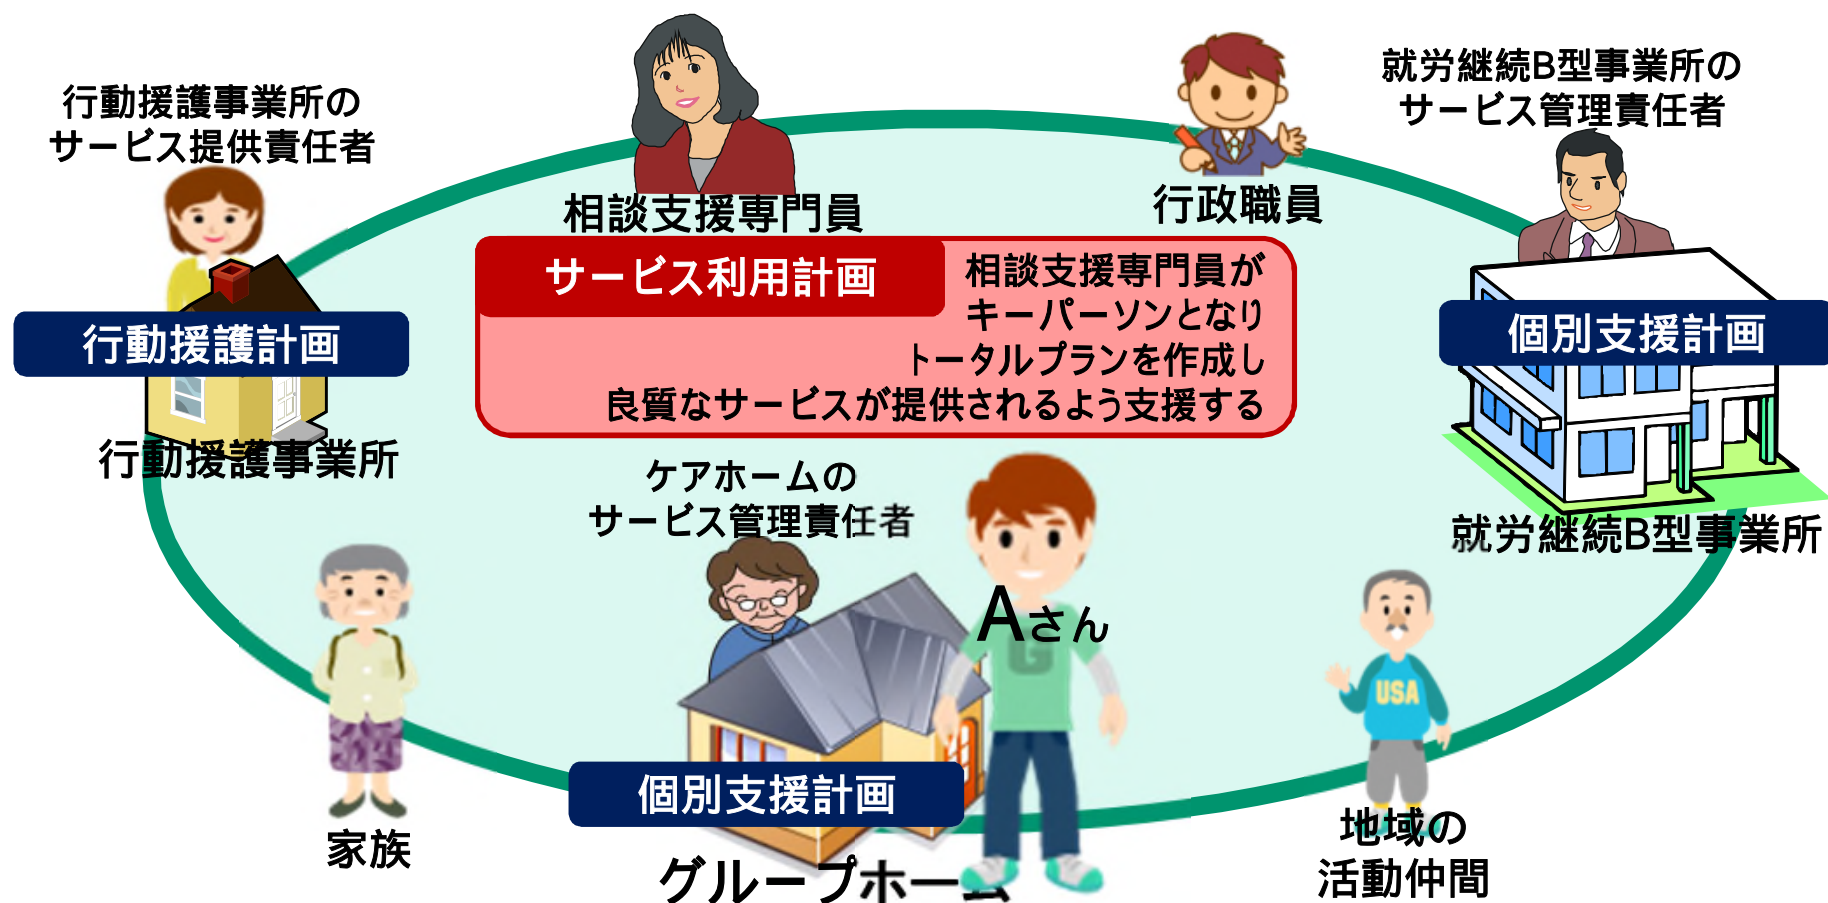 行動援護事業所の
サービス提供責任者
相談支援専門員
行政職員
就労継続B型事業所の
サービス管理責任者
サービス利用計画
相談支援専門員が
キーパーソンとなり
トータルプランを作成し
良質なサービスが提供されるよう支援する
行動援護計画
行動援護事業所
個別支援計画
就労継続B型事業所
ケアホームの
サービス管理責任者
Aさん
G
USA
個別支援計画
グループホーム
家族
地域の
活動仲間